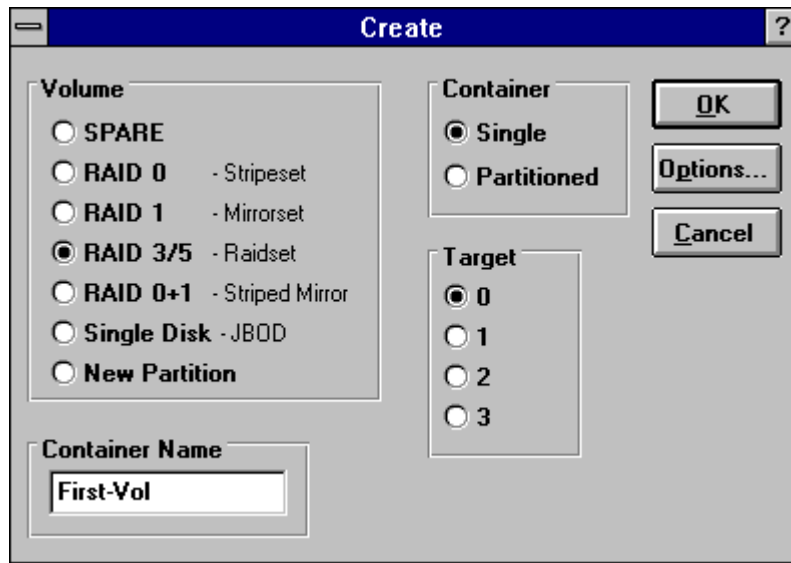 Create
?
Volume
SPARE
RAID 0 - Stripeset
RAID 1 - Mirrorset
RAID 3/5 - Raidset
RAID 0+1 - Striped Mirror
Single Disk - JBOD
New Partition
Container
Single
Partitioned
OK
Options...
Cancel
Target
0
1
2
3
Container Name
First-Vol